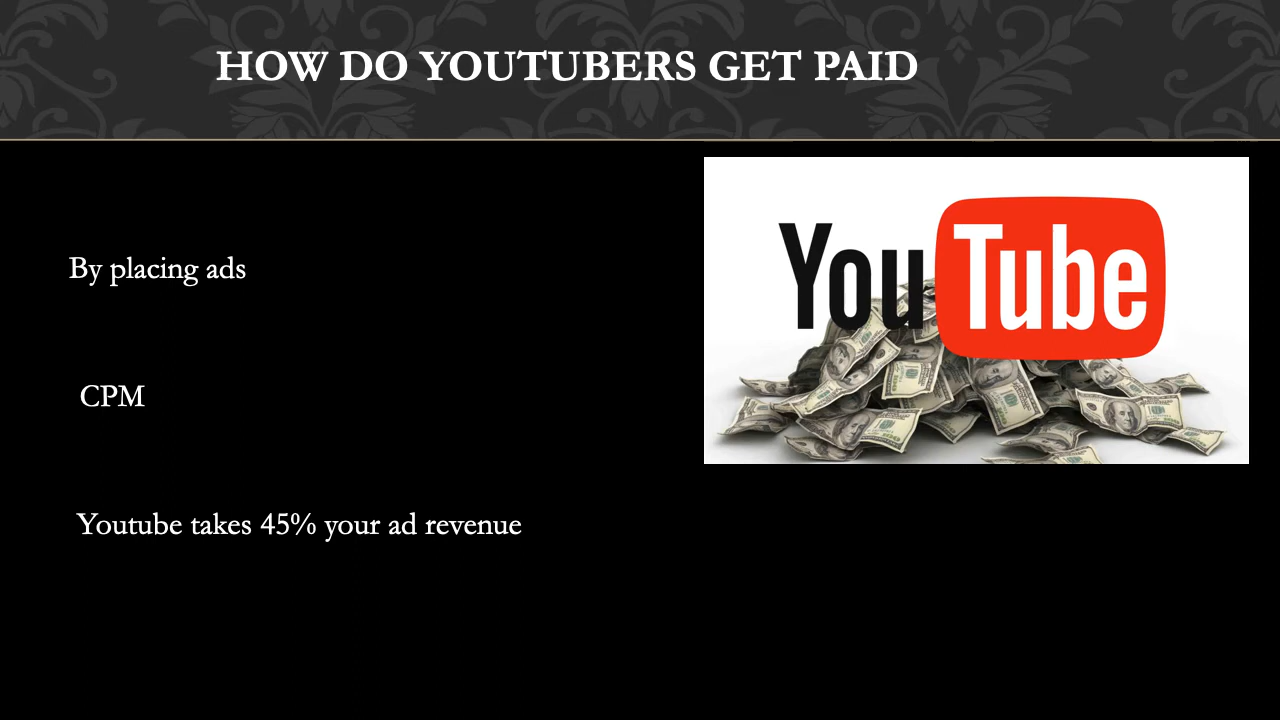 HOW DO YOUTUBERS GET PAID
YouTube
By placing ads
CPM
Youtube takes 45% your ad revenue